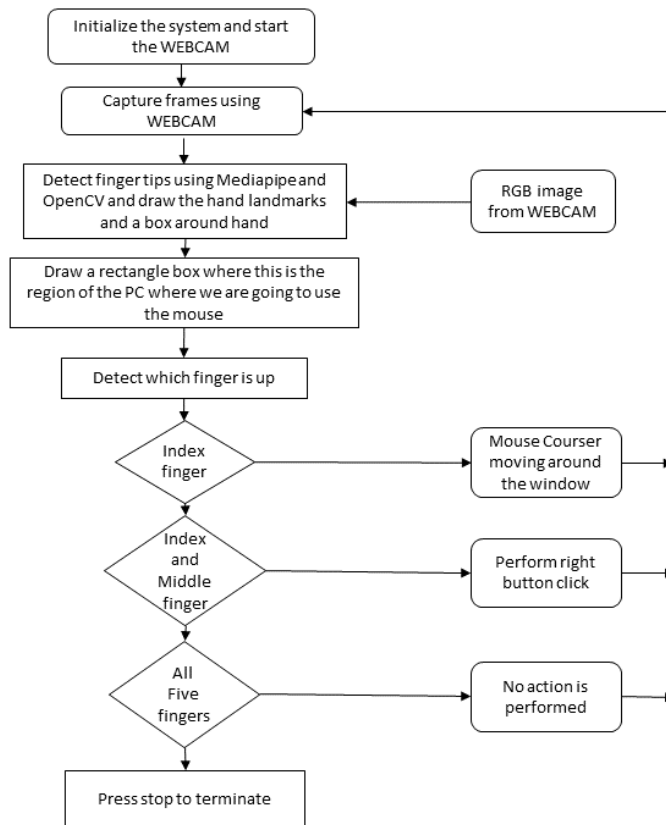 Initialize the system and start
the WEBCAM
Capture frames using
WEBCAM
Detect finger tips using Mediapipe and
OpenCV and draw the hand landmarks
and a box around hand
RGB image
from WEBCAM
Draw a rectangle box where this is the
region of the PC where we are going to use
the mouse
Detect which finger is up
Index
finger
Mouse Courser
moving around
the window
Index
and
Middle
finger
Perform right
button click
All
Five
fingers
No action is
performed
Press stop to terminate